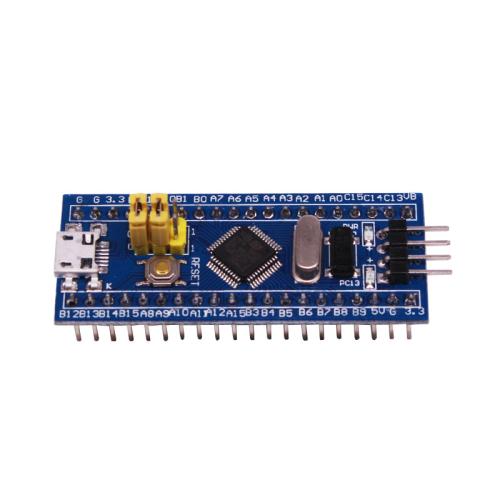 G G 3.3 B1 B0 A7 A6 A5 A4 A3 A2 A1 A0 C15 C14 C13 VB
1
1
PWR
RESET
K
PC13
+
B12 B13 B14 B15 A8 A9 A10 A11 A12 A15 B3 B4 B5 B6 B7 B8 B9 5V G 3.3